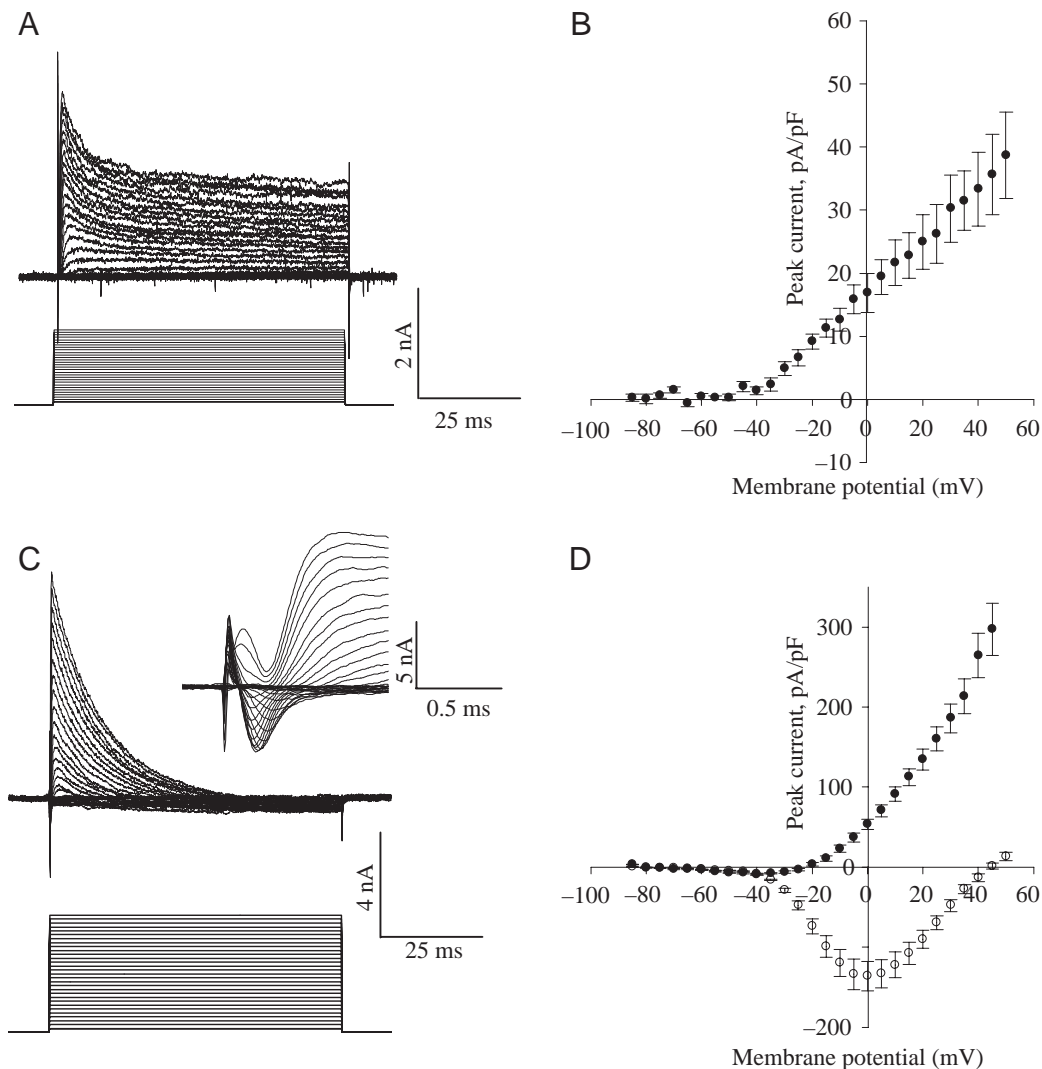 A
2 nA
25 ms
B
Peak current, pA/pF
60
50
40
30
20
10
0
–10
–100 –80 –60 –40 –20 0 20 40 60
Membrane potential (mV)
C
5 nA
0.5 ms
4 nA
25 ms
D
Peak current, pA/pF
300
200
100
0
–200
–100 –80 –60 –40 –20 0 20 40 60
Membrane potential (mV)